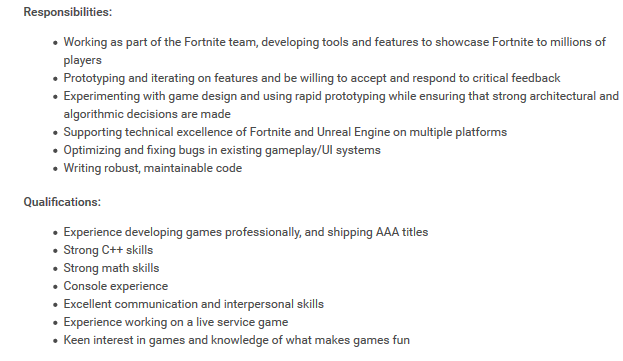 Responsibilities:
• Working as part of the Fortnite team, developing tools and features to showcase Fortnite to millions of
players
• Prototyping and iterating on features and be willing to accept and respond to critical feedback
• Experimenting with game design and using rapid prototyping while ensuring that strong architectural and
algorithmic decisions are made
• Supporting technical excellence of Fortnite and Unreal Engine on multiple platforms
• Optimizing and fixing bugs in existing gameplay/UI systems
• Writing robust, maintainable code
Qualifications:
• Experience developing games professionally, and shipping AAA titles
• Strong C++ skills
• Strong math skills
• Console experience
• Excellent communication and interpersonal skills
• Experience working on a live service game
• Keen interest in games and knowledge of what makes games fun